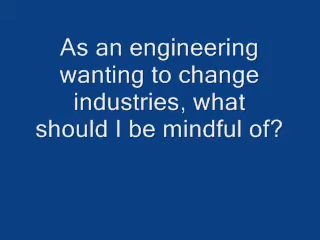 As an engineering
wanting to change
industries, what
should I be mindful of?